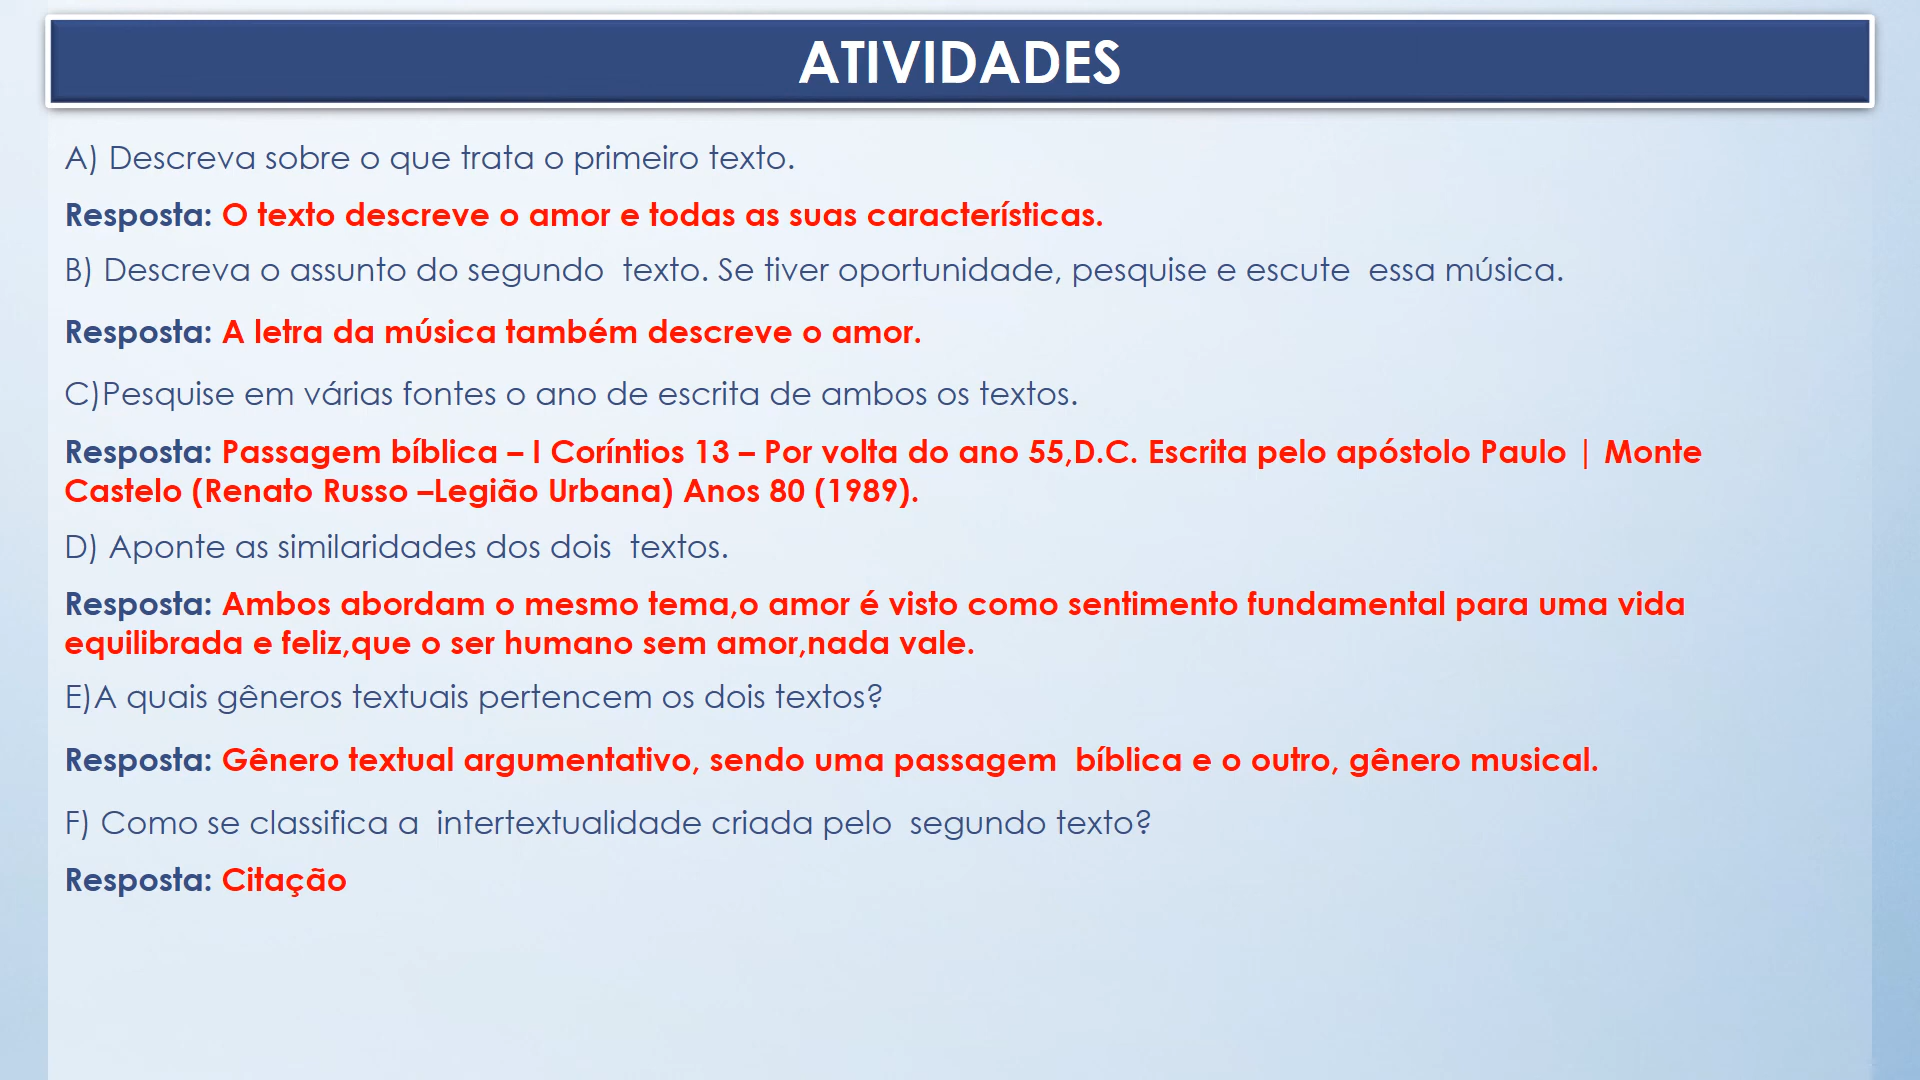 ATIVIDADES
A) Descreva sobre o que trata o primeiro texto.
Resposta: O texto descreve o amor e todas as suas características.
B) Descreva o assunto do segundo  texto. Se tiver oportunidade, pesquise e escute  essa música.
Resposta: A letra da música também descreve o amor.
C)Pesquise em várias fontes o ano de escrita de ambos os textos.
Resposta: Passagem bíblica – I Coríntios 13 – Por volta do ano 55,D.C. Escrita pelo apóstolo Paulo | Monte
Castelo (Renato Russo –Legião Urbana) Anos 80 (1989).
D) Aponte as similaridades dos dois  textos.
Resposta: Ambos abordam o mesmo tema,o amor é visto como sentimento fundamental para uma vida
equilibrada e feliz,que o ser humano sem amor,nada vale.
E)A quais gêneros textuais pertencem os dois textos?
Resposta: Gênero textual argumentativo, sendo uma passagem  bíblica e o outro, gênero musical.
F) Como se classifica a  intertextualidade criada pelo  segundo texto?
Resposta: Citação